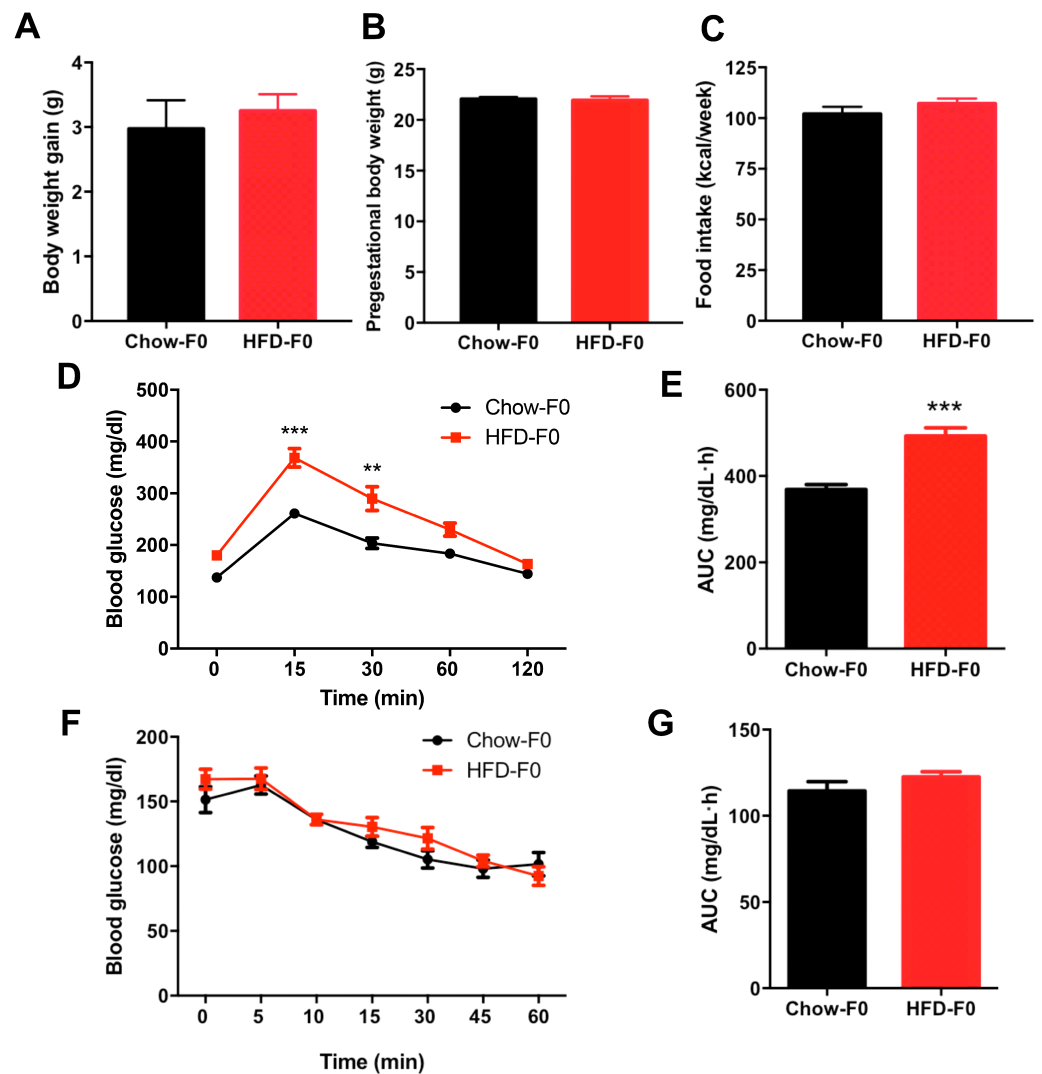 A
Body weight gain (g)
4
3
2
1
0
Chow-F0 HFD-F0
B
Pregestational body weight (g)
25
20
15
10
5
0
Chow-F0 HFD-F0
C
Food intake (kcal/week)
125
100
75
50
25
0
Chow-F0 HFD-F0
D
Blood glucose (mg/dl)
500
400
300
200
100
0
***
**
Chow-F0
HFD-F0
0 15 30 60 120
Time (min)
E
AUC (mg/dL·h)
600
400
200
0
***
Chow-F0 HFD-F0
F
Blood glucose (mg/dl)
200
150
100
50
0
Chow-F0
HFD-F0
0 5 10 15 30 45 60
Time (min)
G
AUC (mg/dL·h)
150
100
50
0
Chow-F0 HFD-F0